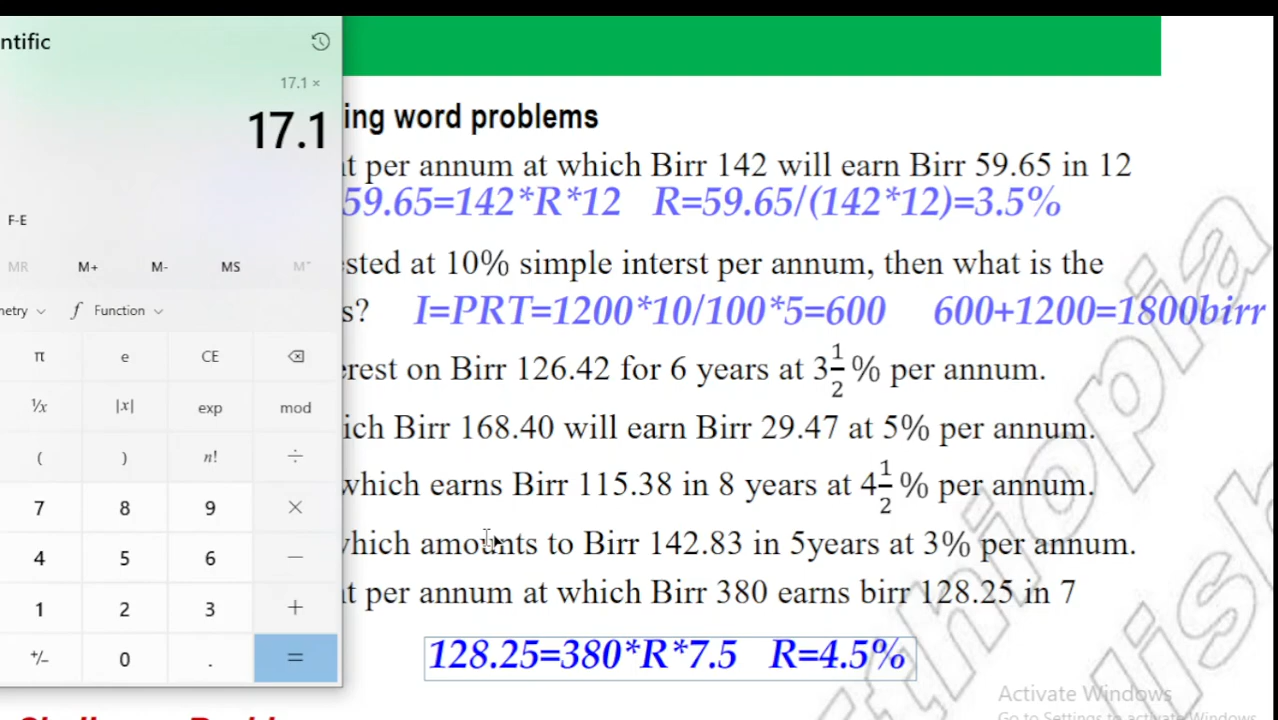 ntific
17.1 ×
17.1
F-E
MR M+ M- MS M˅
netry f Function
π e CE
⅟x |x| exp mod
( ) n! ÷
7 8 9 ×
4 5 6 −
1 2 3 +
+/− 0 . =
ing word problems
t per annum at which Birr 142 will earn Birr 59.65 in 12
59.65=142*R*12 R=59.65/(142*12)=3.5%
sted at 10% simple interst per annum, then what is the
s? I=PRT=1200*10/100*5=600 600+1200=1800birr
erest on Birr 126.42 for 6 years at 3½ % per annum.
ich Birr 168.40 will earn Birr 29.47 at 5% per annum.
which earns Birr 115.38 in 8 years at 4½ % per annum.
which amounts to Birr 142.83 in 5years at 3% per annum.
t per annum at which Birr 380 earns birr 128.25 in 7
128.25=380*R*7.5 R=4.5%
Activate Windows
Go to Settings to activate Windows